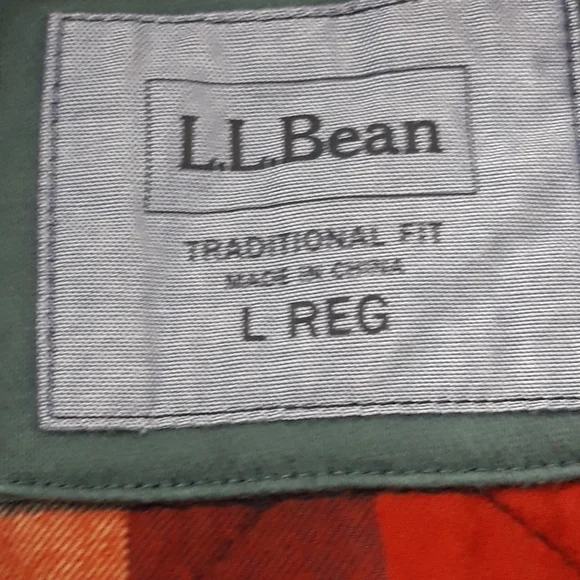 L.L.Bean
TRADITIONAL FIT
MADE IN CHINA
L REG